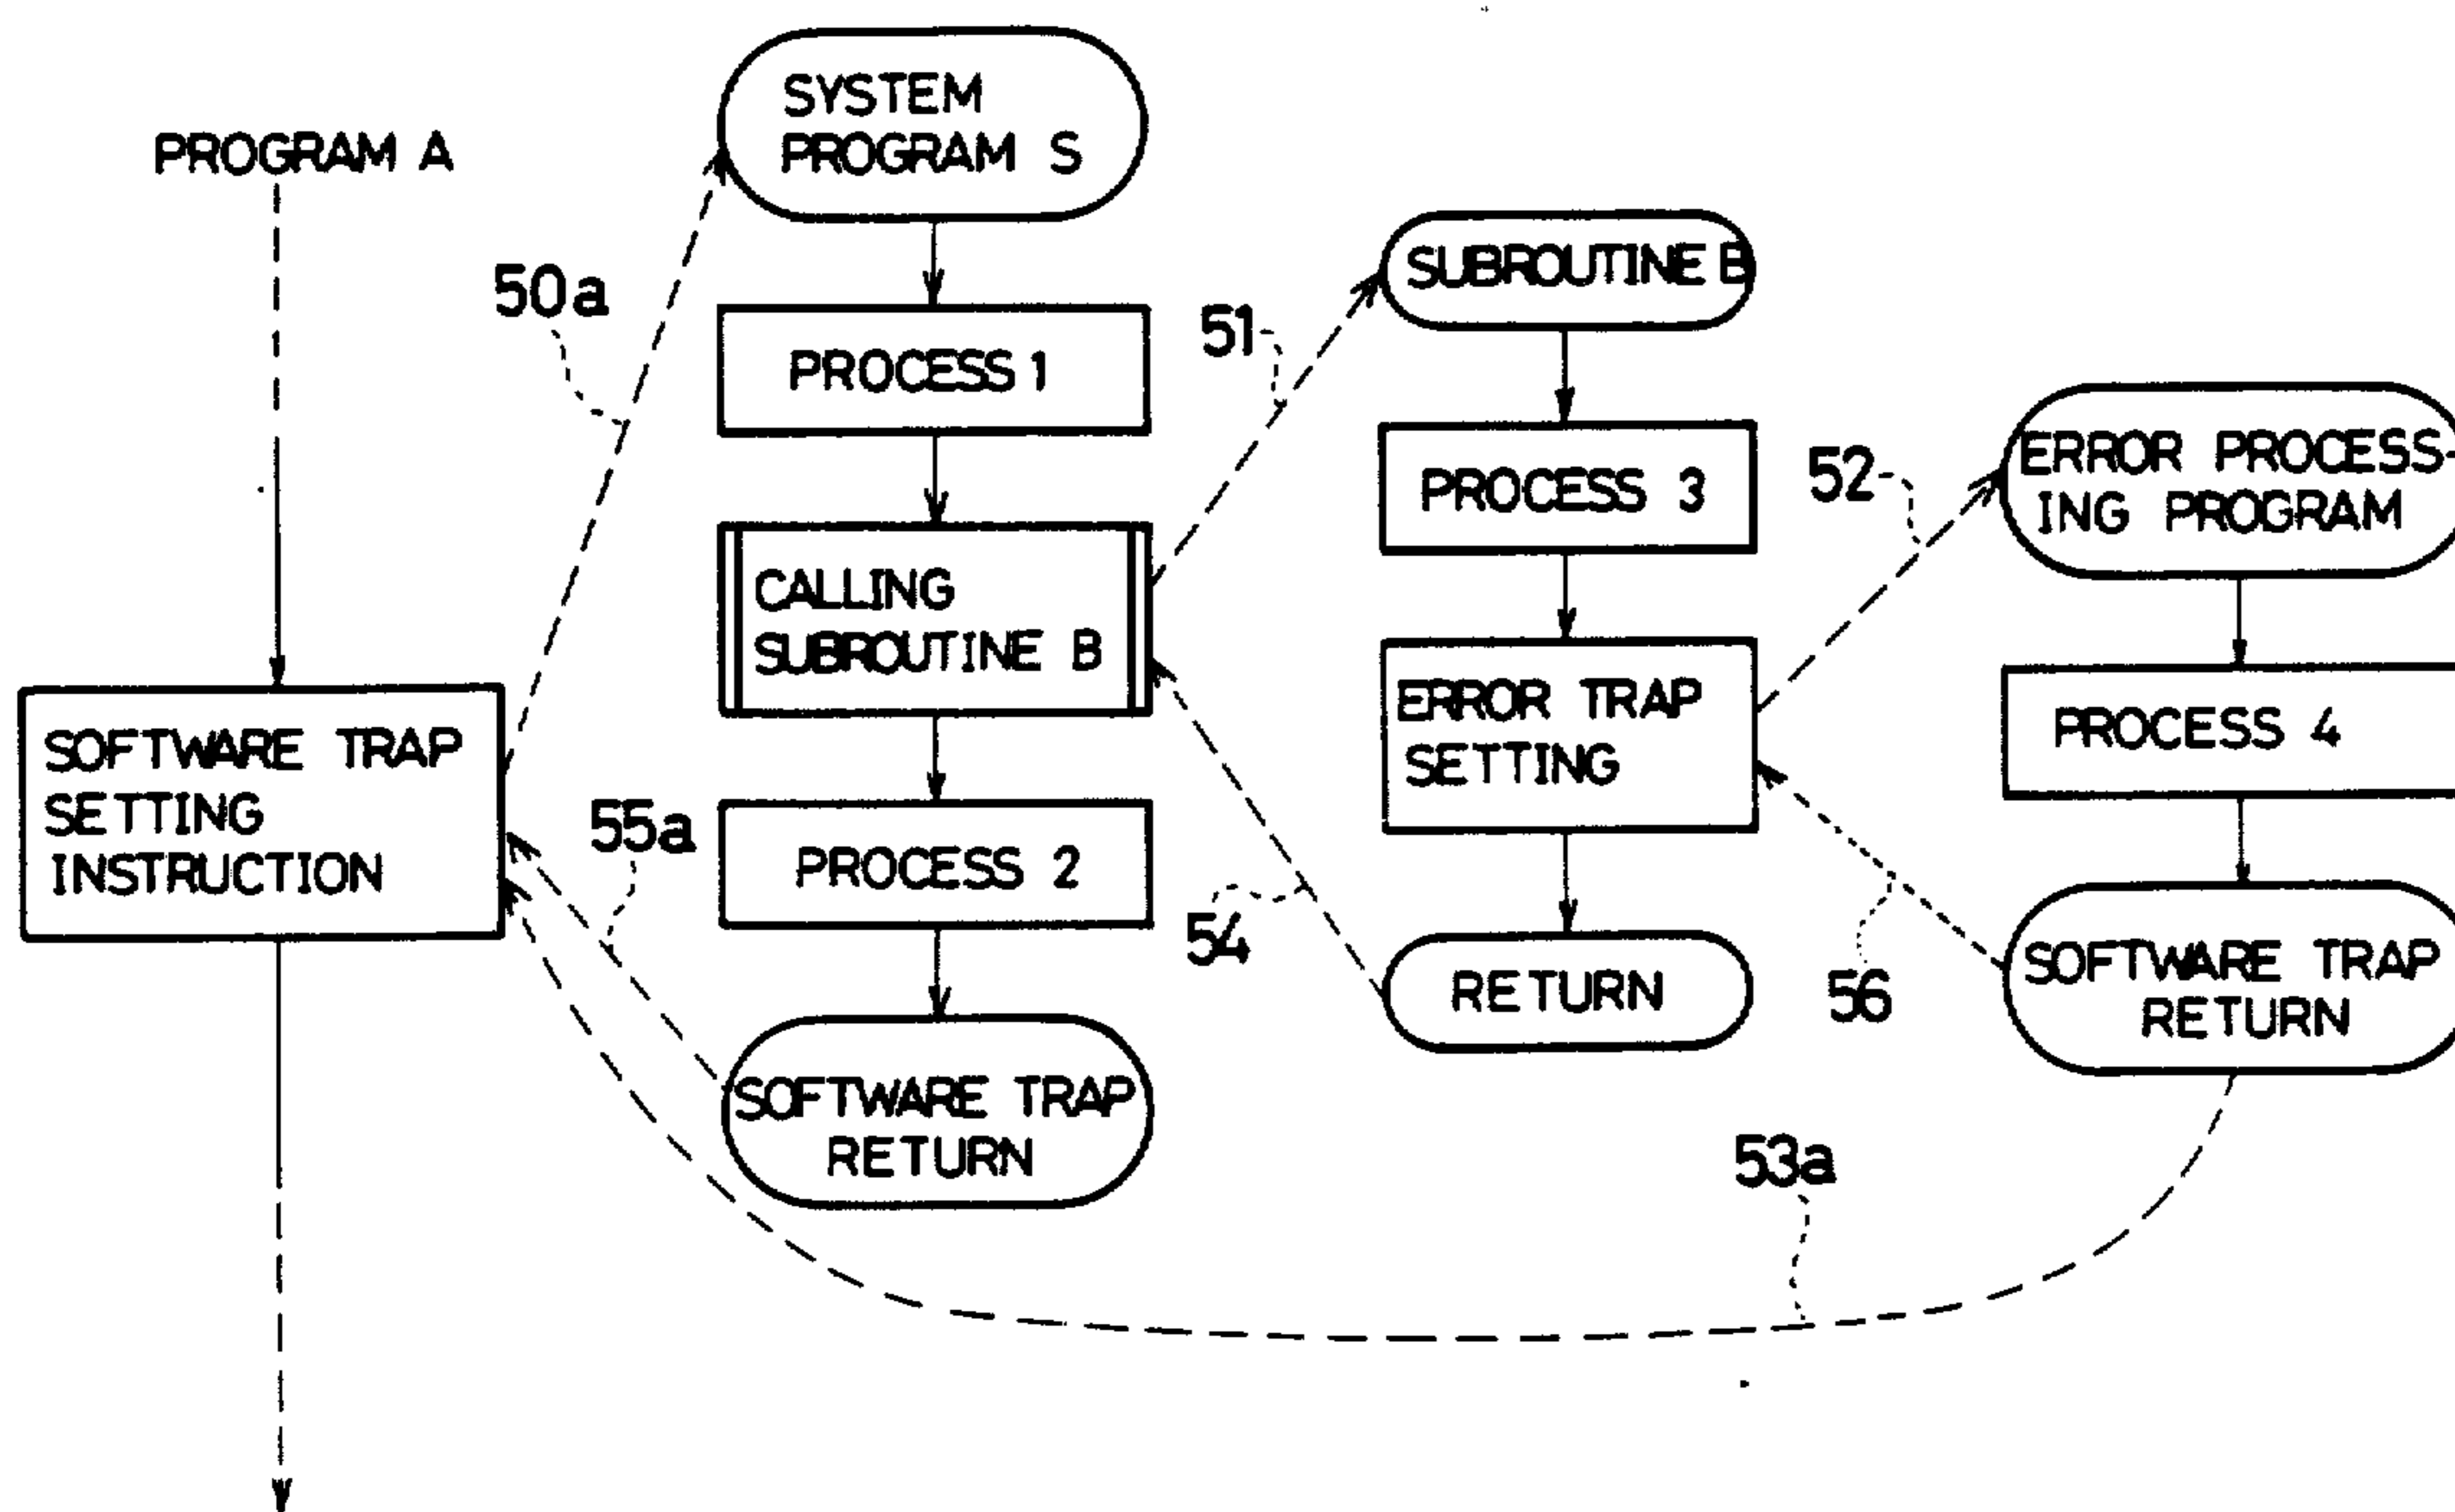 PROGRAM A
50a
SOFTWARE TRAP
SETTING
INSTRUCTION
55a
SYSTEM
PROGRAM S
PROCESS 1
CALLING
SUBROUTINE B
PROCESS 2
SOFTWARE TRAP
RETURN
51
54
SUBROUTINE B
PROCESS 3
ERROR TRAP
SETTING
RETURN
52
56
53a
ERROR PROCESS-
ING PROGRAM
PROCESS 4
SOFTWARE TRAP
RETURN